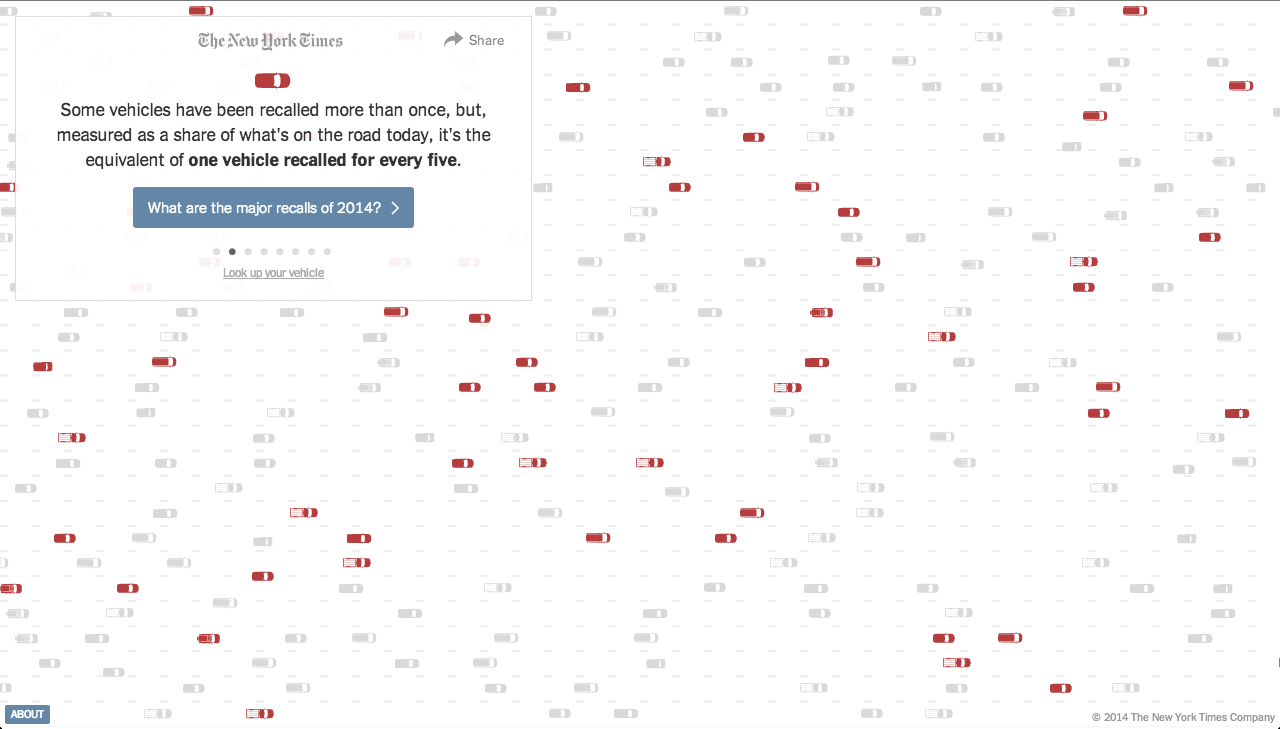 The New York Times
Share
Some vehicles have been recalled more than once, but,
measured as a share of what's on the road today, it's the
equivalent of one vehicle recalled for every five.
What are the major recalls of 2014?
Look up your vehicle
ABOUT
© 2014 The New York Times Company